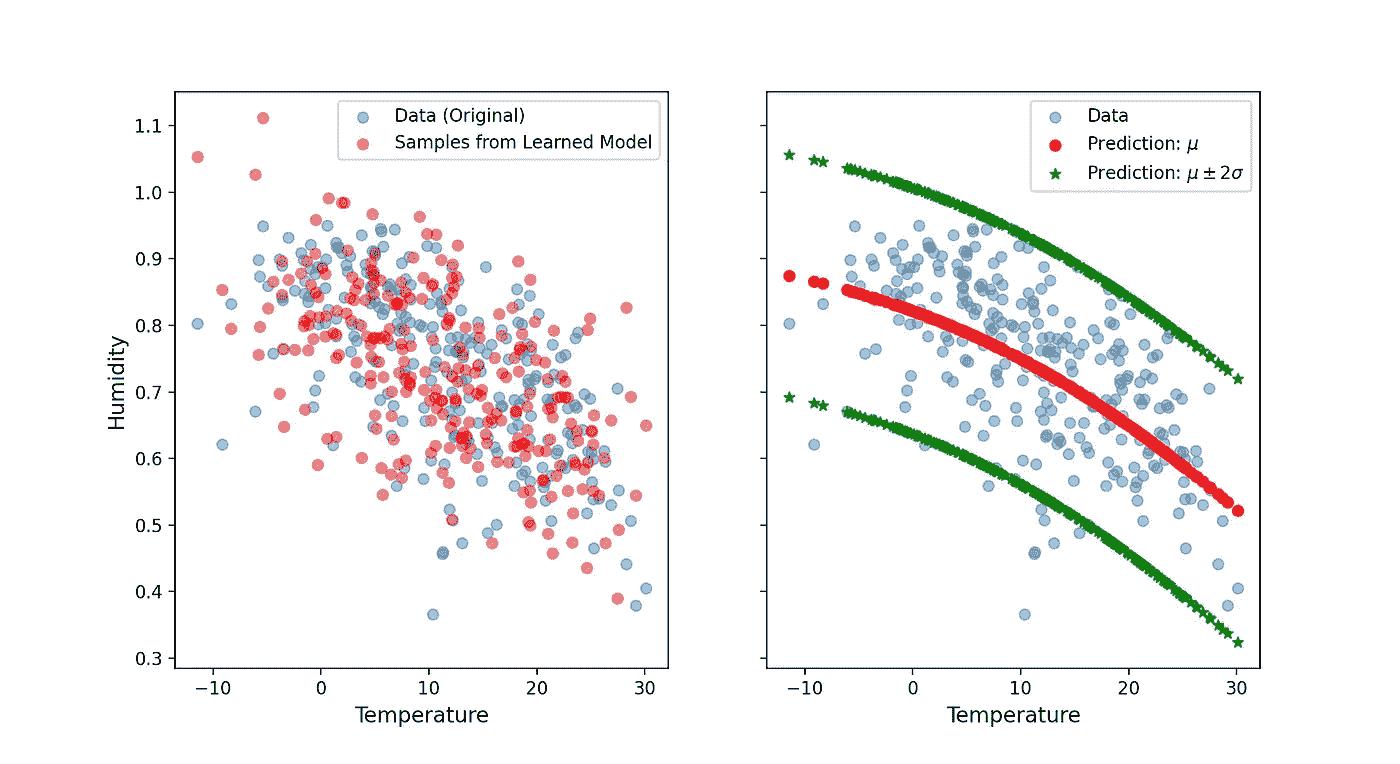 Data (Original)
Samples from Learned Model
1.1
1.0
0.9
0.8
0.7
0.6
0.5
0.4
0.3
Humidity
−10 0 10 20 30
Temperature
Data
Prediction: μ
Prediction: μ ± 2σ
−10 0 10 20 30
Temperature